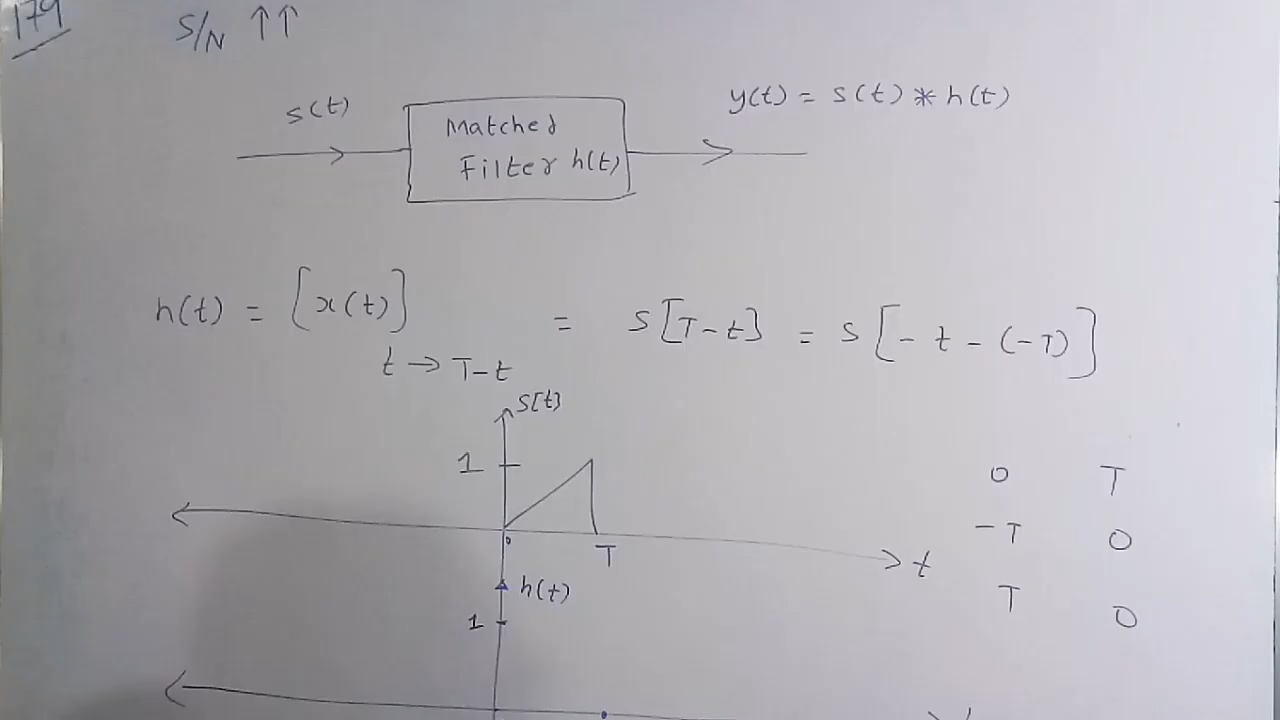 179
S/N ↑↑
s(t)
Matched
Filter h(t)
y(t) = s(t) * h(t)
h(t) = [x(t)] t → T-t = s[T-t] = s[-t-(-T)]
s[t]
1
0 T
-T 0
T 0
0 T t
h(t)
1